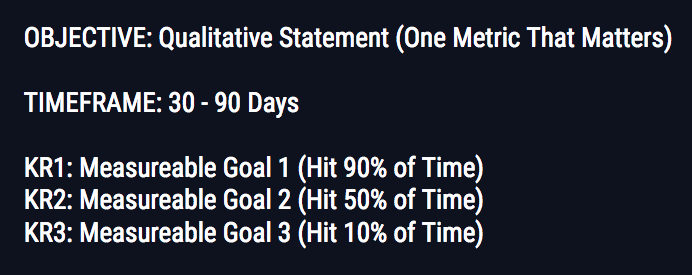 OBJECTIVE: Qualitative Statement (One Metric That Matters)
TIMEFRAME: 30 - 90 Days
KR1: Measureable Goal 1 (Hit 90% of Time)
KR2: Measureable Goal 2 (Hit 50% of Time)
KR3: Measureable Goal 3 (Hit 10% of Time)